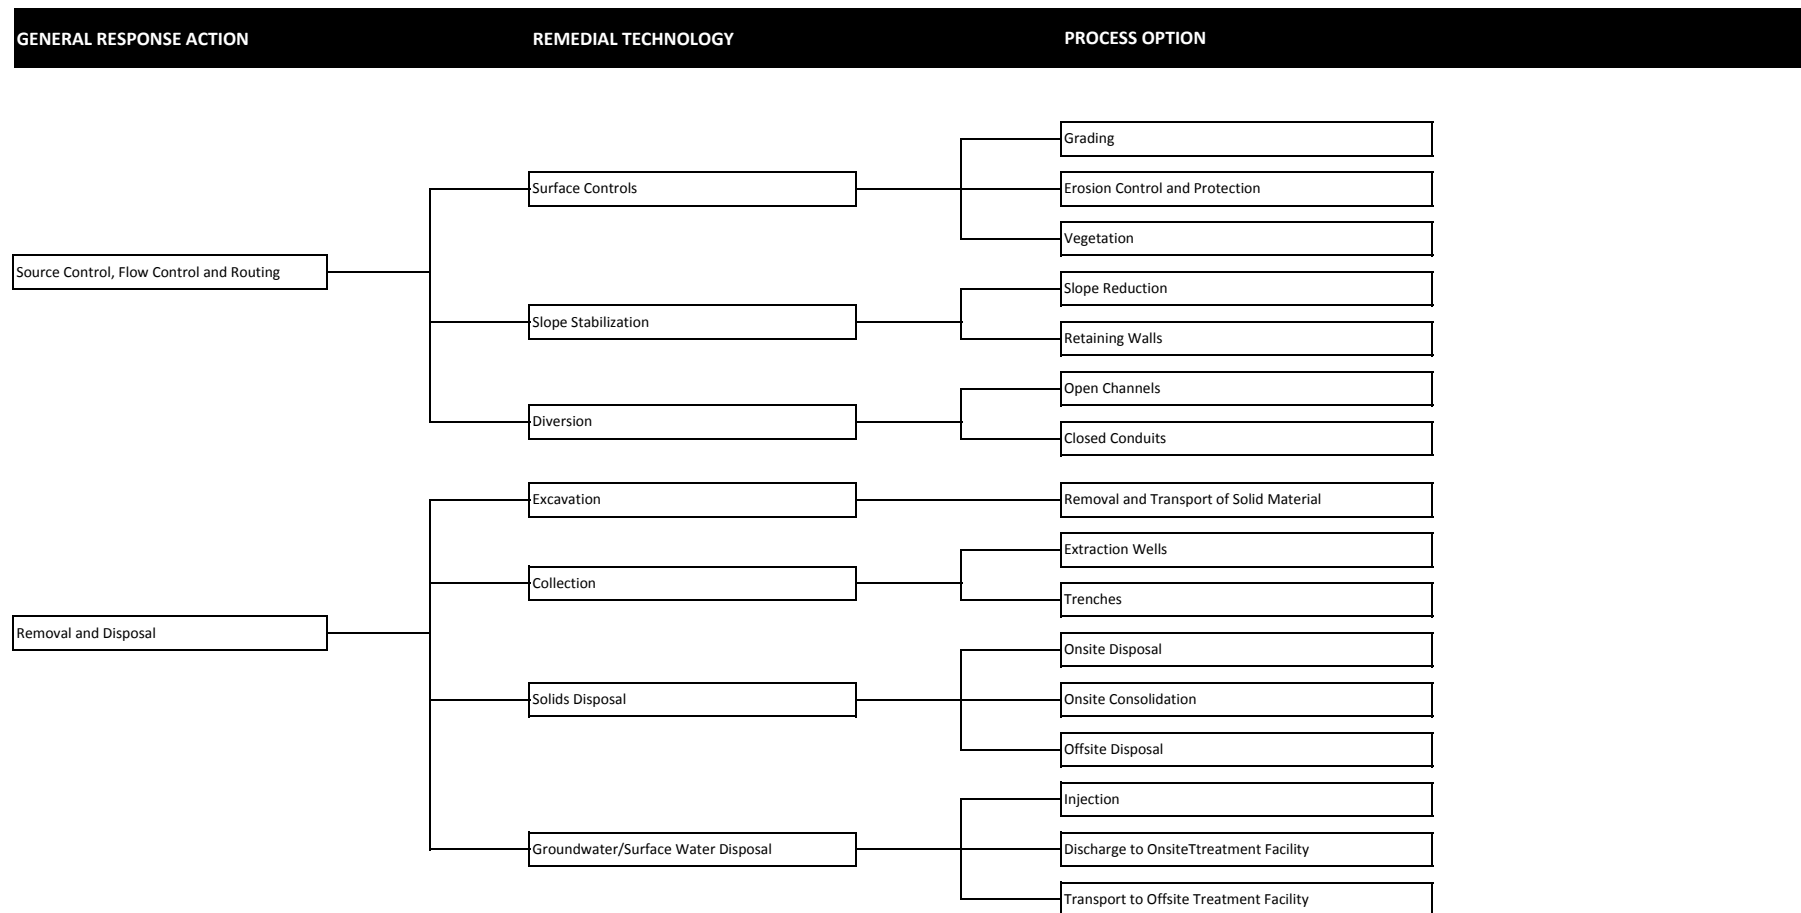 GENERAL RESPONSE ACTION
REMEDIAL TECHNOLOGY
PROCESS OPTION
Grading
Surface Controls
Erosion Control and Protection
Vegetation
Source Control, Flow Control and Routing
Slope Reduction
Slope Stabilization
Retaining Walls
Open Channels
Diversion
Closed Conduits
Excavation
Removal and Transport of Solid Material
Extraction Wells
Collection
Trenches
Removal and Disposal
Onsite Disposal
Solids Disposal
Onsite Consolidation
Offsite Disposal
Injection
Groundwater/Surface Water Disposal
Discharge to OnsiteTtreatment Facility
Transport to Offsite Treatment Facility